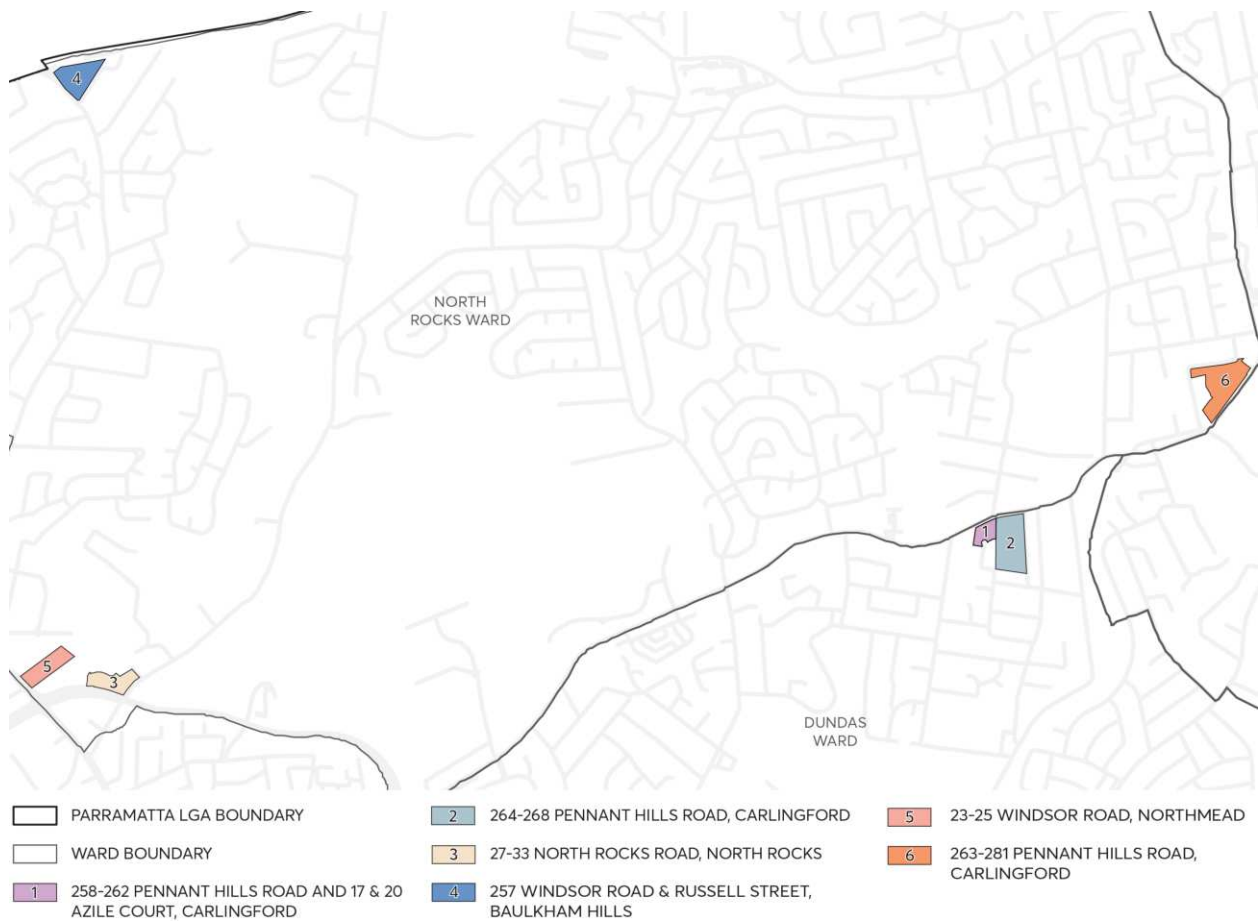 4
NORTH
ROCKS WARD
6
1
2
5
3
DUNDAS
WARD
PARRAMATTA LGA BOUNDARY
WARD BOUNDARY
1 258-262 PENNANT HILLS ROAD AND 17 & 20
AZILE COURT, CARLINGFORD
2 264-268 PENNANT HILLS ROAD, CARLINGFORD
3 27-33 NORTH ROCKS ROAD, NORTH ROCKS
4 257 WINDSOR ROAD & RUSSELL STREET,
BAULKHAM HILLS
5 23-25 WINDSOR ROAD, NORTHMEAD
6 263-281 PENNANT HILLS ROAD,
CARLINGFORD